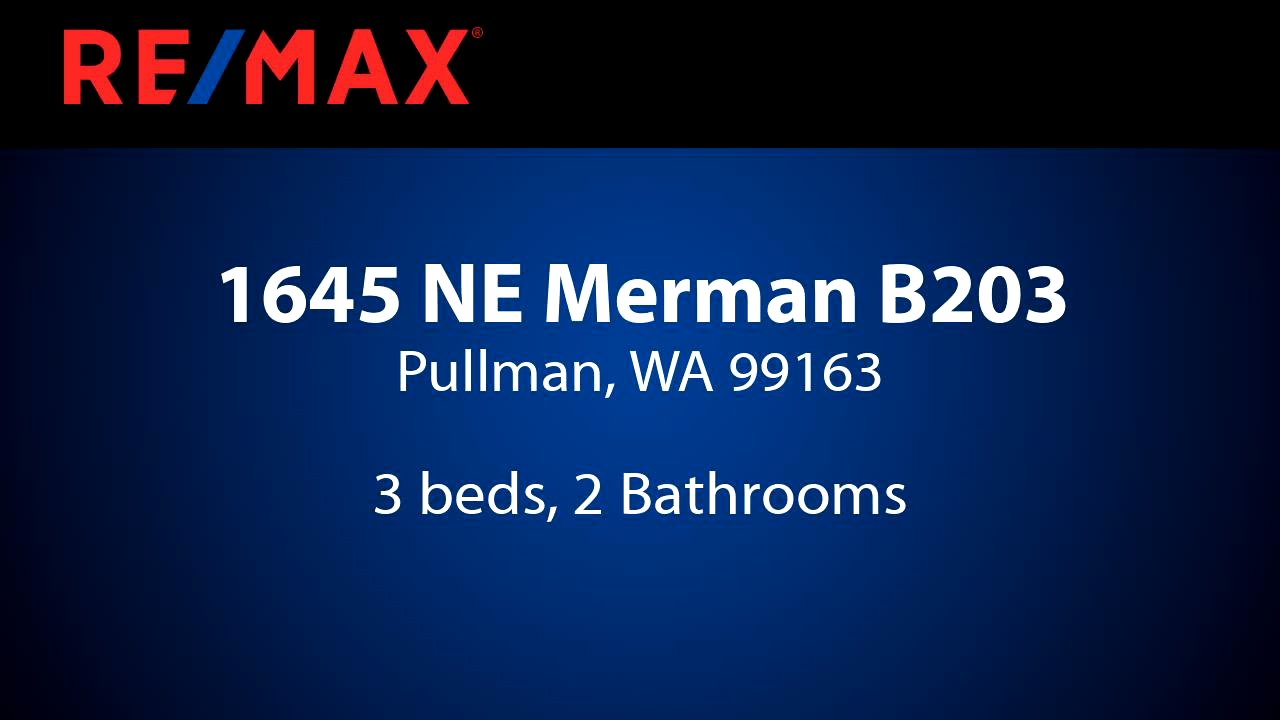 RE/MAX®
1645 NE Merman B203
Pullman, WA 99163
3 beds, 2 Bathrooms